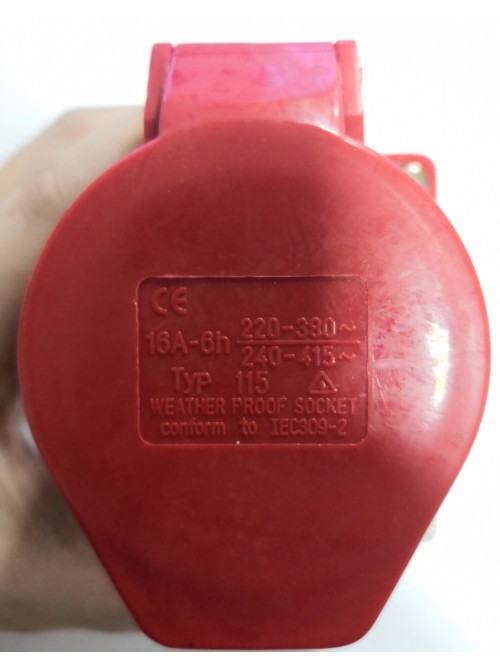 CE
16A-6h 220-380~
240-415~
Typ 115 △
WEATHER PROOF SOCKET
conform to IEC309-2